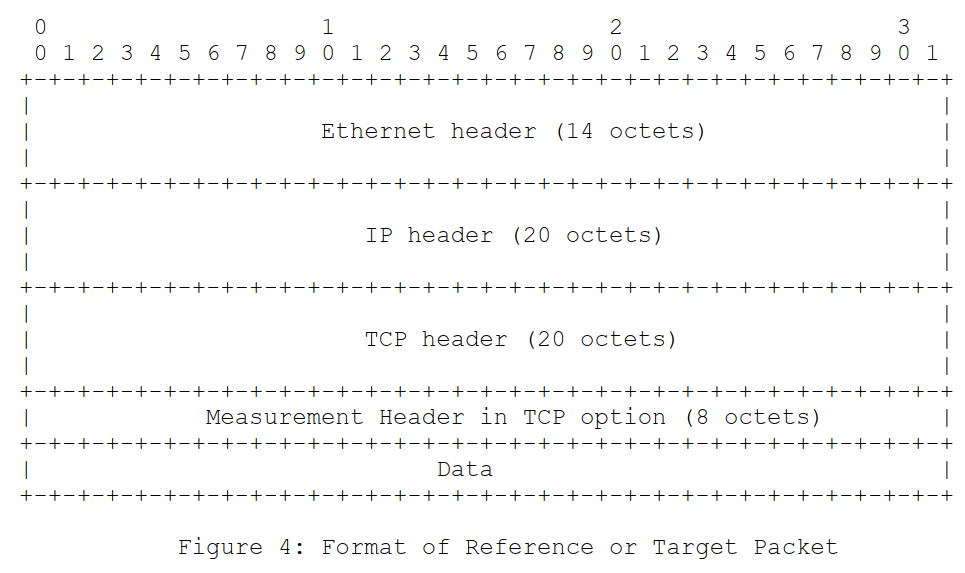 0                   1                   2                   3
 0 1 2 3 4 5 6 7 8 9 0 1 2 3 4 5 6 7 8 9 0 1 2 3 4 5 6 7 8 9 0 1
+-+-+-+-+-+-+-+-+-+-+-+-+-+-+-+-+-+-+-+-+-+-+-+-+-+-+-+-+-+-+-+-+
|                                                               |
|                    Ethernet header (14 octets)                |
|                                                               |
+-+-+-+-+-+-+-+-+-+-+-+-+-+-+-+-+-+-+-+-+-+-+-+-+-+-+-+-+-+-+-+-+
|                                                               |
|                       IP header (20 octets)                   |
|                                                               |
+-+-+-+-+-+-+-+-+-+-+-+-+-+-+-+-+-+-+-+-+-+-+-+-+-+-+-+-+-+-+-+-+
|                                                               |
|                       TCP header (20 octets)                  |
|                                                               |
+-+-+-+-+-+-+-+-+-+-+-+-+-+-+-+-+-+-+-+-+-+-+-+-+-+-+-+-+-+-+-+-+
|            Measurement Header in TCP option (8 octets)        |
+-+-+-+-+-+-+-+-+-+-+-+-+-+-+-+-+-+-+-+-+-+-+-+-+-+-+-+-+-+-+-+-+
|                            Data                               |
+-+-+-+-+-+-+-+-+-+-+-+-+-+-+-+-+-+-+-+-+-+-+-+-+-+-+-+-+-+-+-+-+
Figure 4: Format of Reference or Target Packet